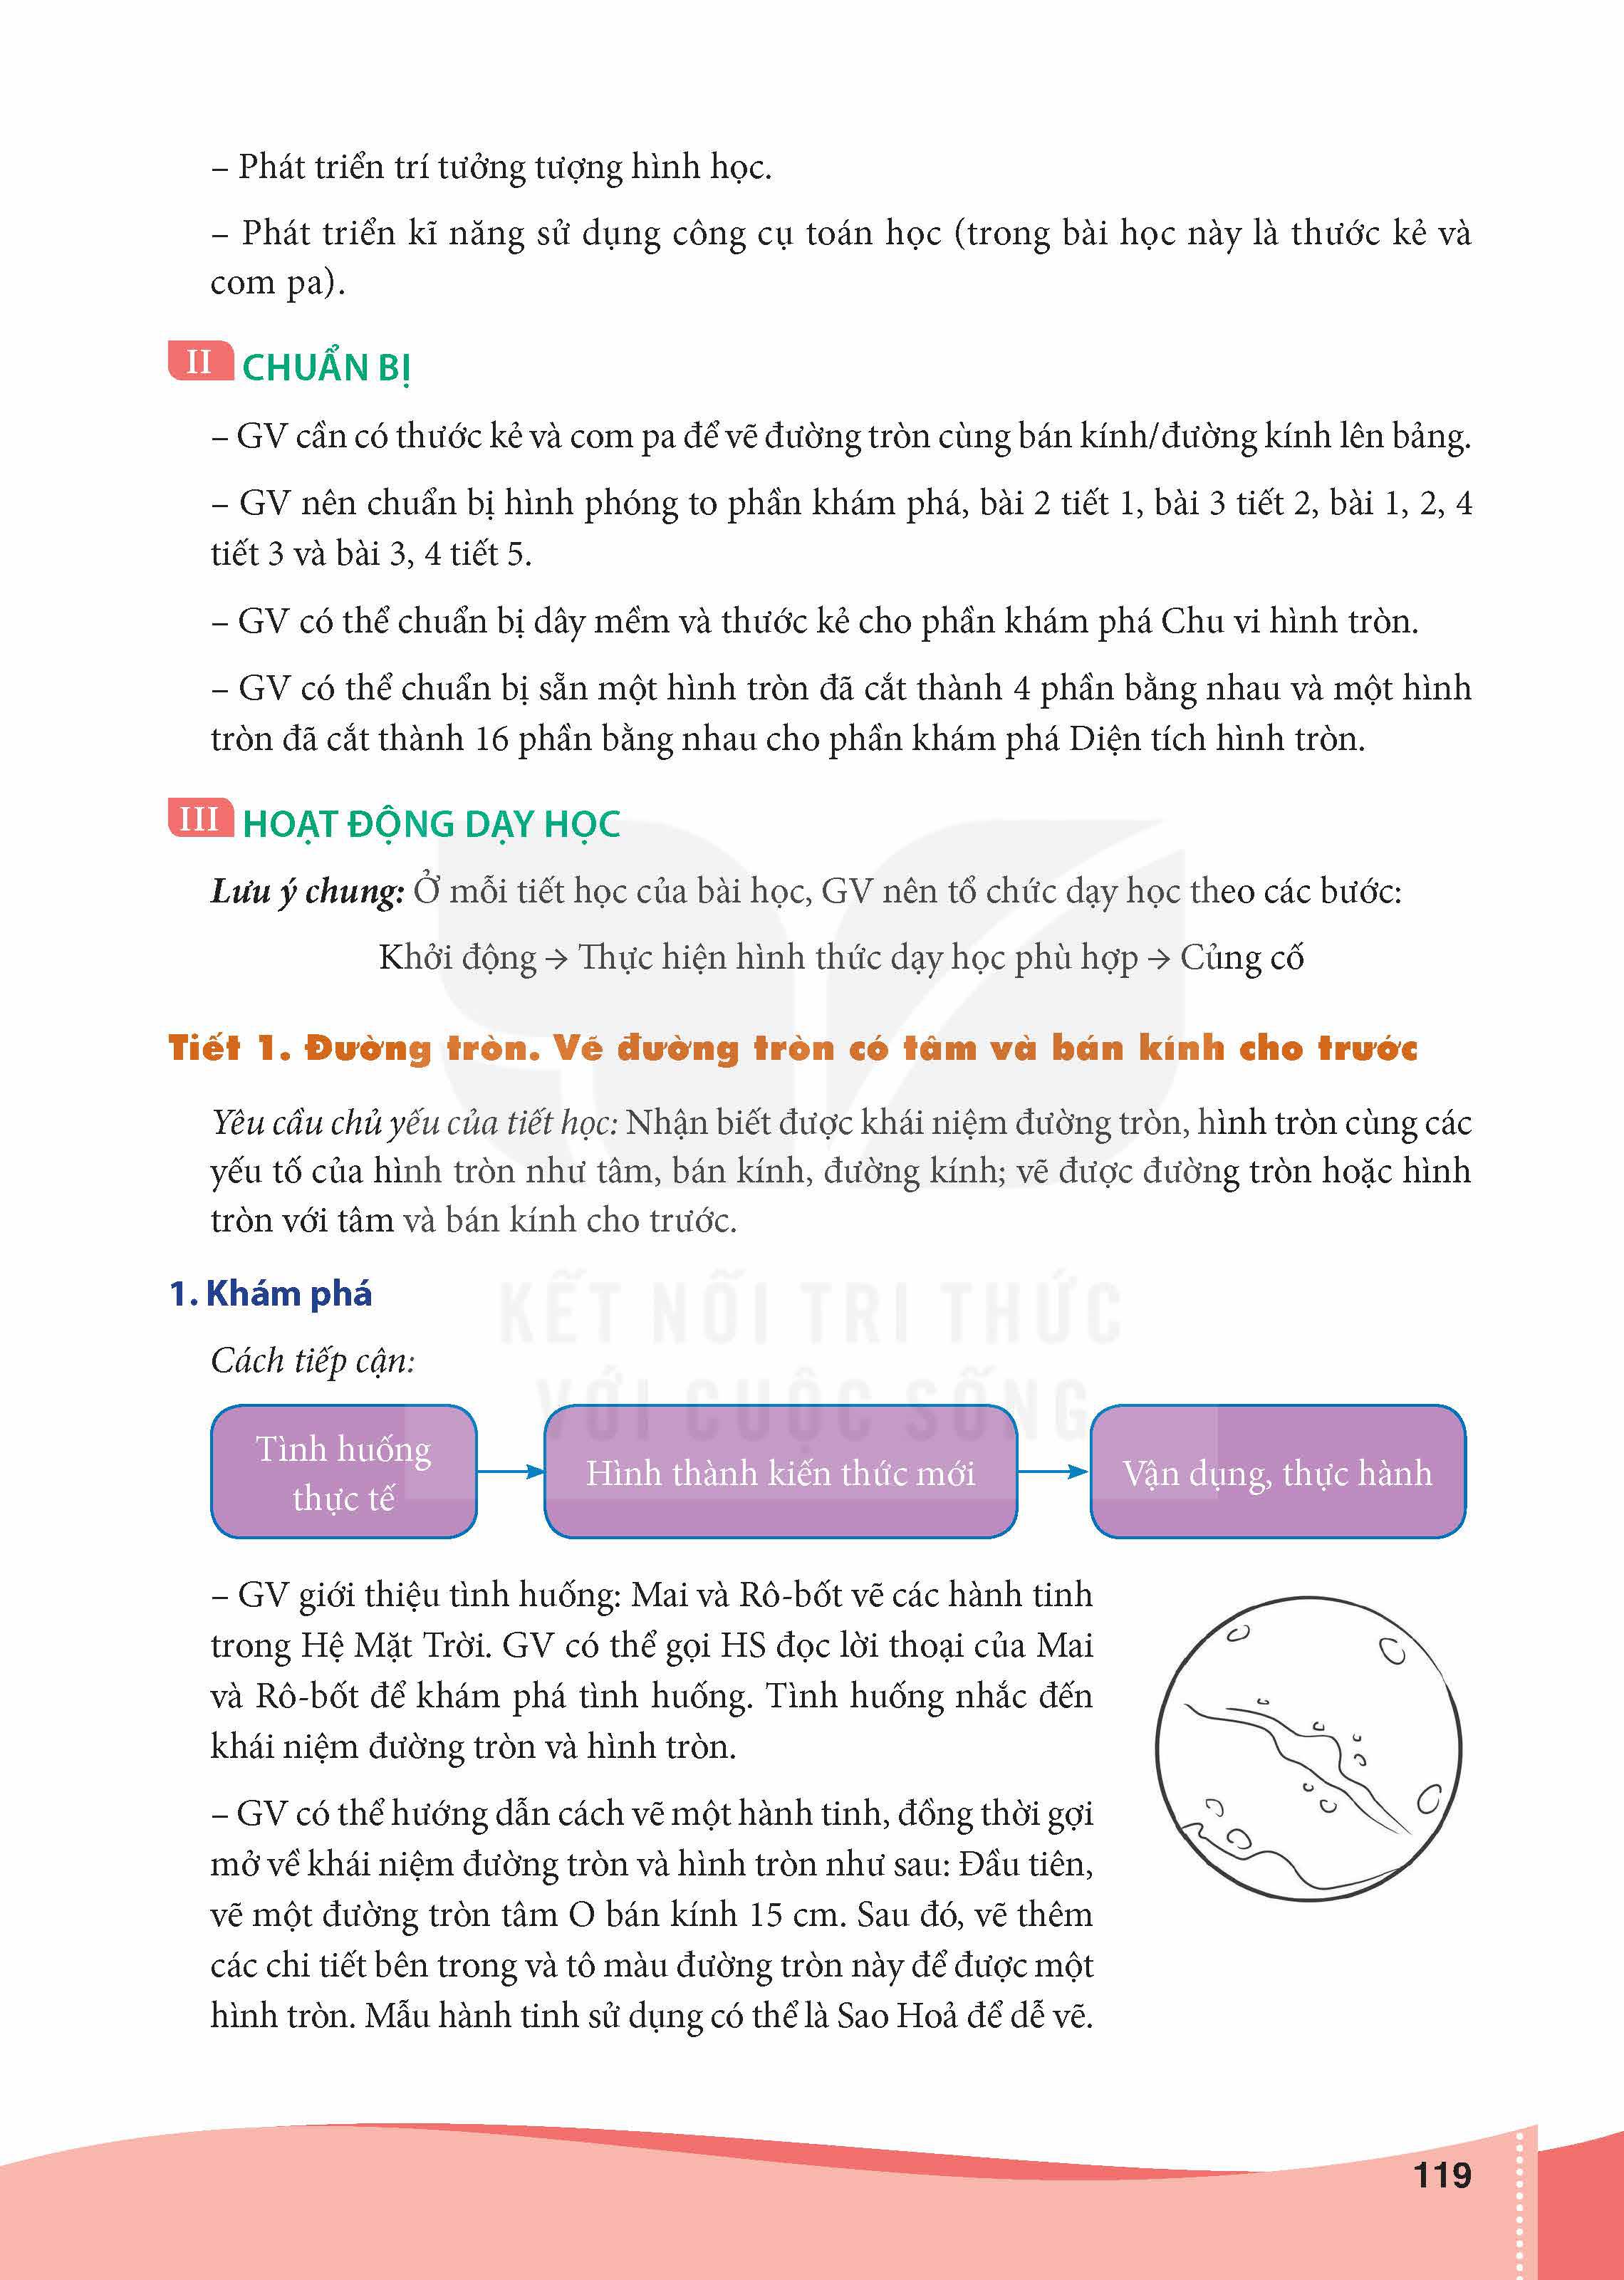 – Phát triển trí tưởng tượng hình học.
– Phát triển kĩ năng sử dụng công cụ toán học (trong bài học này là thước kẻ và
com pa).
II CHUẨN BỊ
– GV cần có thước kẻ và com pa để vẽ đường tròn cùng bán kính/đường kính lên bảng.
– GV nên chuẩn bị hình phóng to phần khám phá, bài 2 tiết 1, bài 3 tiết 2, bài 1, 2, 4
tiết 3 và bài 3, 4 tiết 5.
– GV có thể chuẩn bị dây mềm và thước kẻ cho phần khám phá Chu vi hình tròn.
– GV có thể chuẩn bị sẵn một hình tròn đã cắt thành 4 phần bằng nhau và một hình
tròn đã cắt thành 16 phần bằng nhau cho phần khám phá Diện tích hình tròn.
III HOẠT ĐỘNG DẠY HỌC
Lưu ý chung: Ở mỗi tiết học của bài học, GV nên tổ chức dạy học theo các bước:
Khởi động → Thực hiện hình thức dạy học phù hợp → Củng cố
Tiết 1. Đường tròn. Vẽ đường tròn có tâm và bán kính cho trước
Yêu cầu chủ yếu của tiết học: Nhận biết được khái niệm đường tròn, hình tròn cùng các
yếu tố của hình tròn như tâm, bán kính, đường kính; vẽ được đường tròn hoặc hình
tròn với tâm và bán kính cho trước.
1. Khám phá
KẾT NỐI TRI THỨC
Cách tiếp cận:
VỚI CUỘC SỐNG
Tình huống
thực tế
Hình thành kiến thức mới
Vận dụng, thực hành
– GV giới thiệu tình huống: Mai và Rô-bốt vẽ các hành tinh
trong Hệ Mặt Trời. GV có thể gọi HS đọc lời thoại của Mai
và Rô-bốt để khám phá tình huống. Tình huống nhắc đến
khái niệm đường tròn và hình tròn.
– GV có thể hướng dẫn cách vẽ một hành tinh, đồng thời gợi
mở về khái niệm đường tròn và hình tròn như sau: Đầu tiên,
vẽ một đường tròn tâm O bán kính 15 cm. Sau đó, vẽ thêm
các chi tiết bên trong và tô màu đường tròn này để được một
hình tròn. Mẫu hành tinh sử dụng có thể là Sao Hoả để dễ vẽ.
119